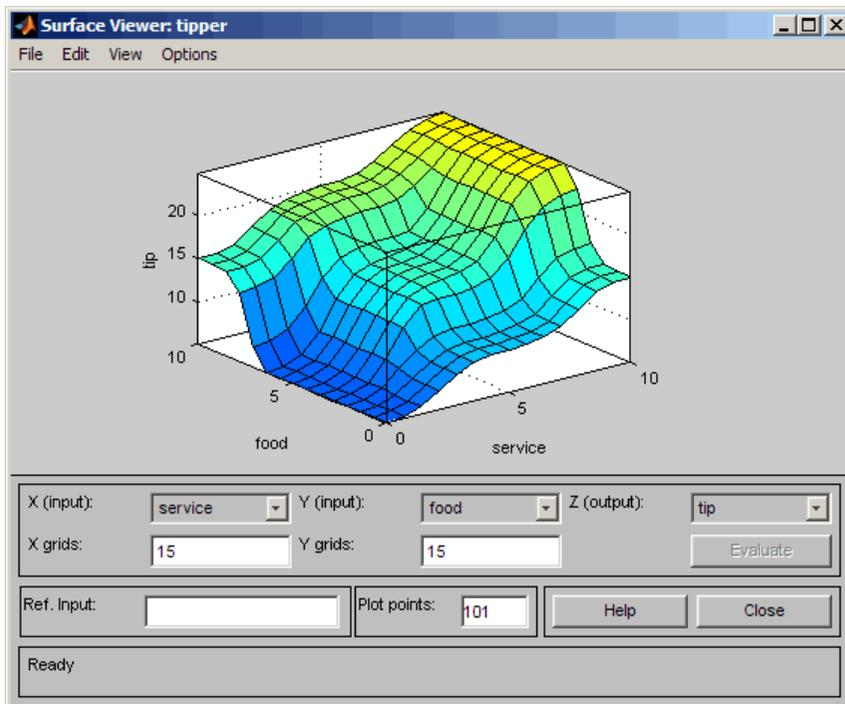 Surface Viewer: tipper
File Edit View Options
20
15
10
tip
10
5
0
food
0
5
10
service
X (input): service Y (input): food Z (output): tip
X grids: 15 Y grids: 15 Evaluate
Ref. Input: Plot points: 101 Help Close
Ready